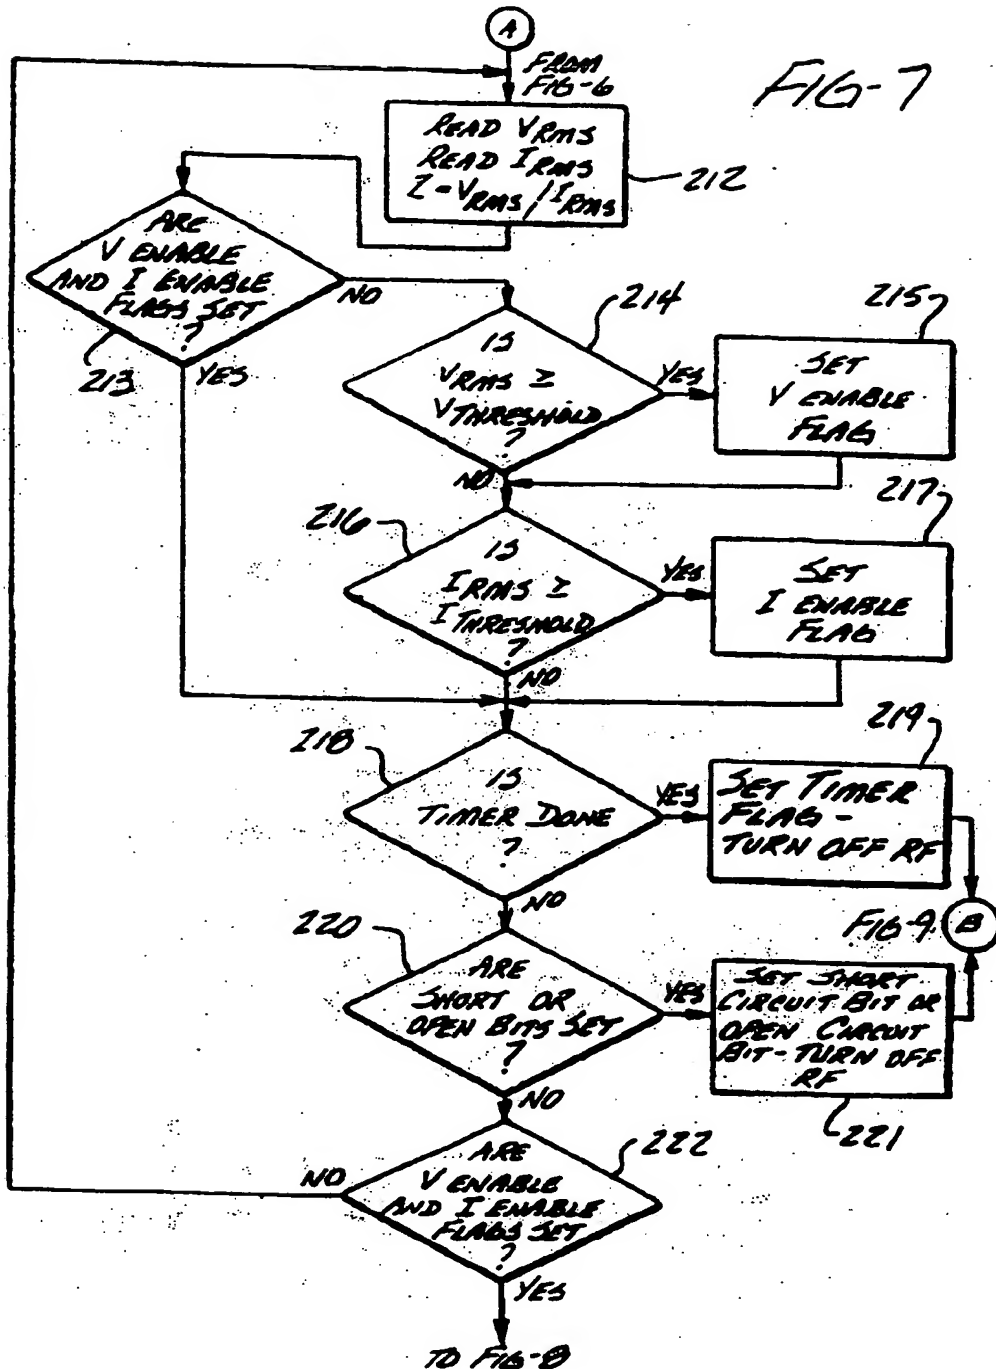 A
FROM
FIG-6
FIG-7
READ VRMS
READ IRMS
Z=VRMS/IRMS
212
ARE
V ENABLE
AND I ENABLE
FLAGS SET
?
213
NO
YES
214
IS
VRMS ≥
VTHRESHOLD
?
YES
NO
215
SET
V ENABLE
FLAG
216
IS
IRMS ≥
ITHRESHOLD
?
YES
NO
217
SET
I ENABLE
FLAG
218
IS
TIMER DONE
?
YES
NO
219
SET TIMER
FLAG-
TURN OFF RF
FIG-9
B
220
ARE
SHORT OR
OPEN BITS SET
?
YES
NO
SET SHORT
CIRCUIT BIT OR
OPEN CIRCUIT
BIT-TURN OFF
RF
221
222
ARE
V ENABLE
AND I ENABLE
FLAGS SET
?
NO
YES
TO FIG-8